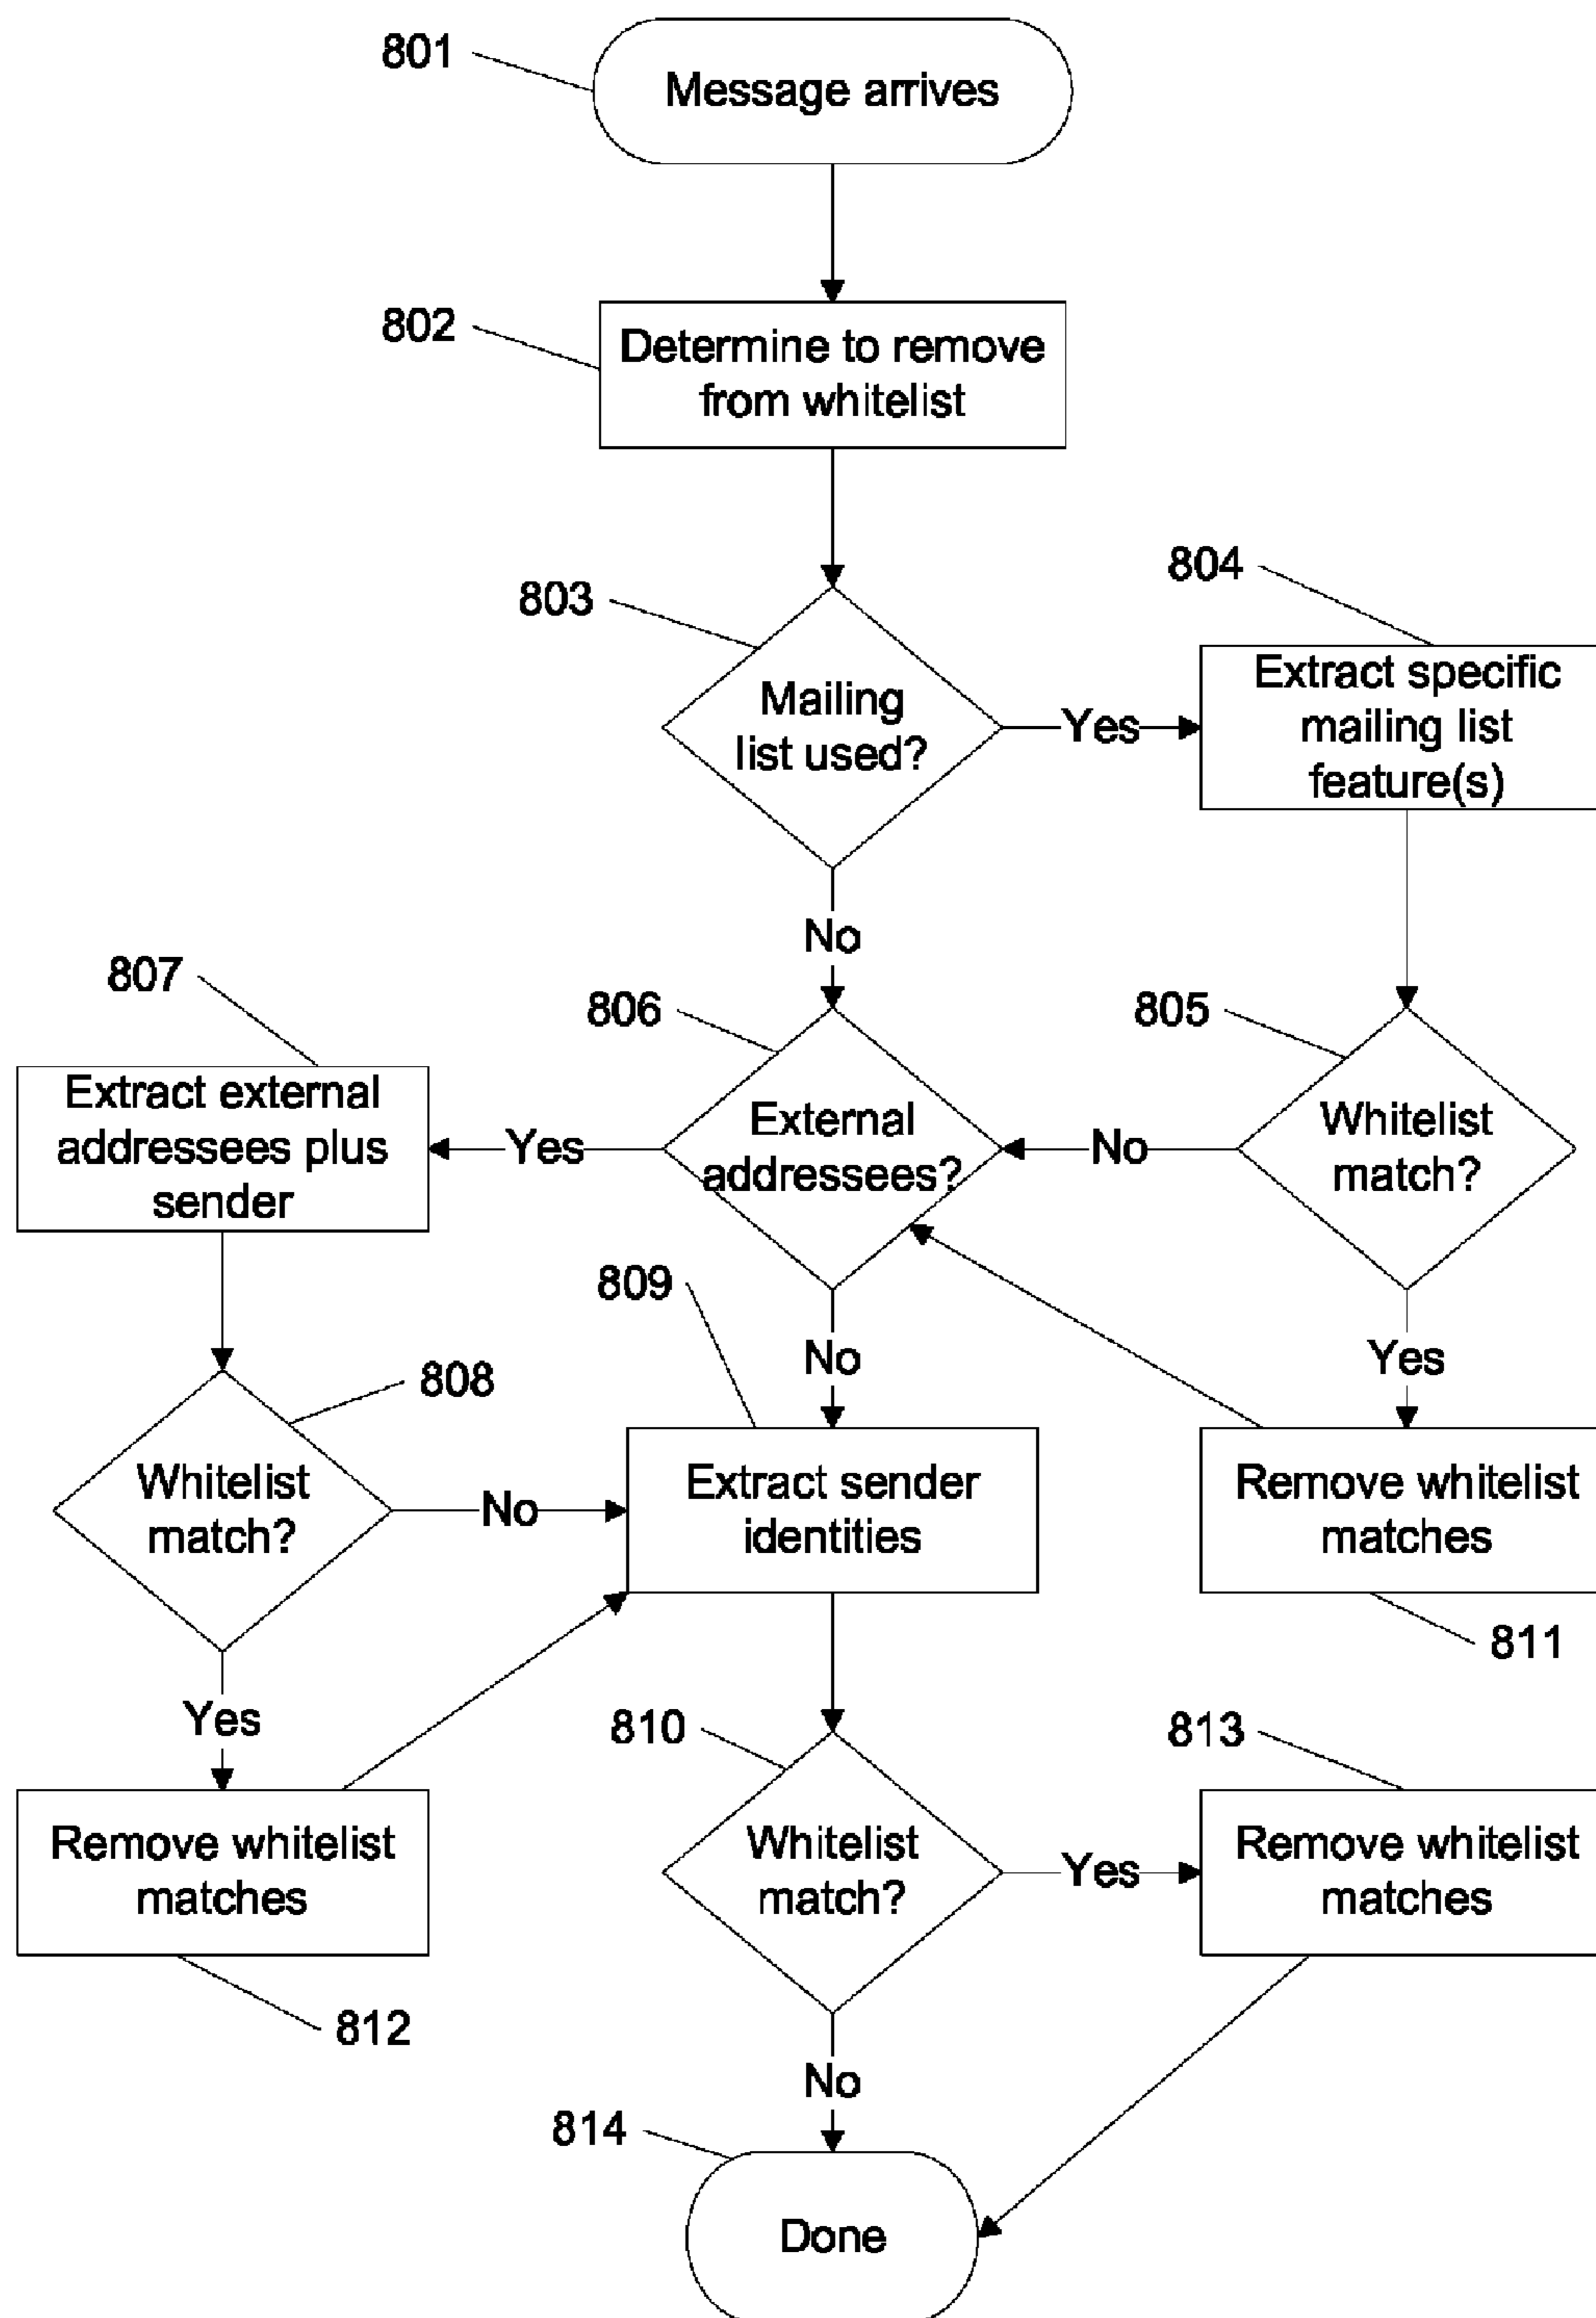 801
Message arrives
802
Determine to remove
from whitelist
803
Mailing
list used?
Yes
804
Extract specific
mailing list
feature(s)
No
807
Extract external
addressees plus
sender
Yes
806
External
addressees?
No
805
Whitelist
match?
808
Whitelist
match?
No
809
No
Extract sender
identities
Yes
Remove whitelist
matches
811
Yes
Remove whitelist
matches
812
810
Whitelist
match?
Yes
813
Remove whitelist
matches
No
814
Done